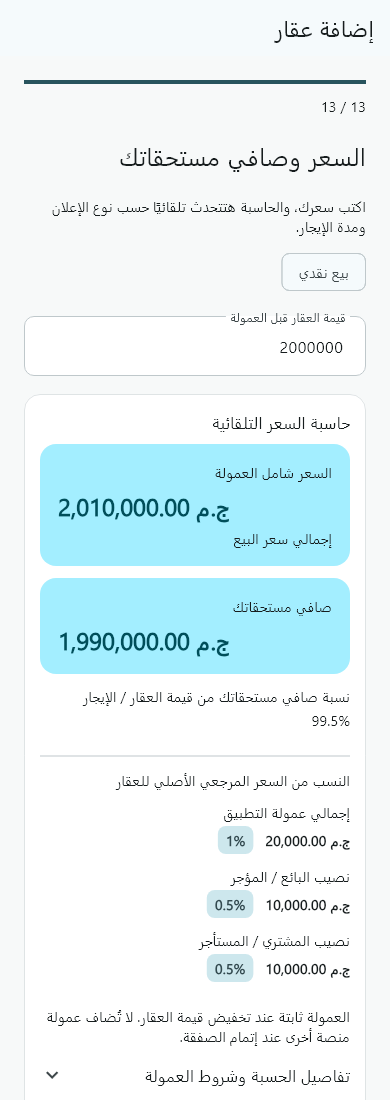 إضافة عقار
13 / 13
السعر وصافي مستحقاتك
اكتب سعرك، والحاسبة هتتحدث تلقائيًا حسب نوع الإعلان
ومدة الإيجار.
بيع نقدي
قيمة العقار قبل العمولة
2000000
حاسبة السعر التلقائية
السعر شامل العمولة
ج.م 2,010,000.00
إجمالي سعر البيع
صافي مستحقاتك
ج.م 1,990,000.00
نسبة صافي مستحقاتك من قيمة العقار / الإيجار
99.5%
النسب من السعر المرجعي الأصلي للعقار
إجمالي عمولة التطبيق
ج.م 20,000.00 1%
نصيب البائع / المؤجر
ج.م 10,000.00 0.5%
نصيب المشتري / المستأجر
ج.م 10,000.00 0.5%
العمولة ثابتة عند تخفيض قيمة العقار. لا تُضاف عمولة
منصة أخرى عند إتمام الصفقة.
تفاصيل الحسبة وشروط العمولة